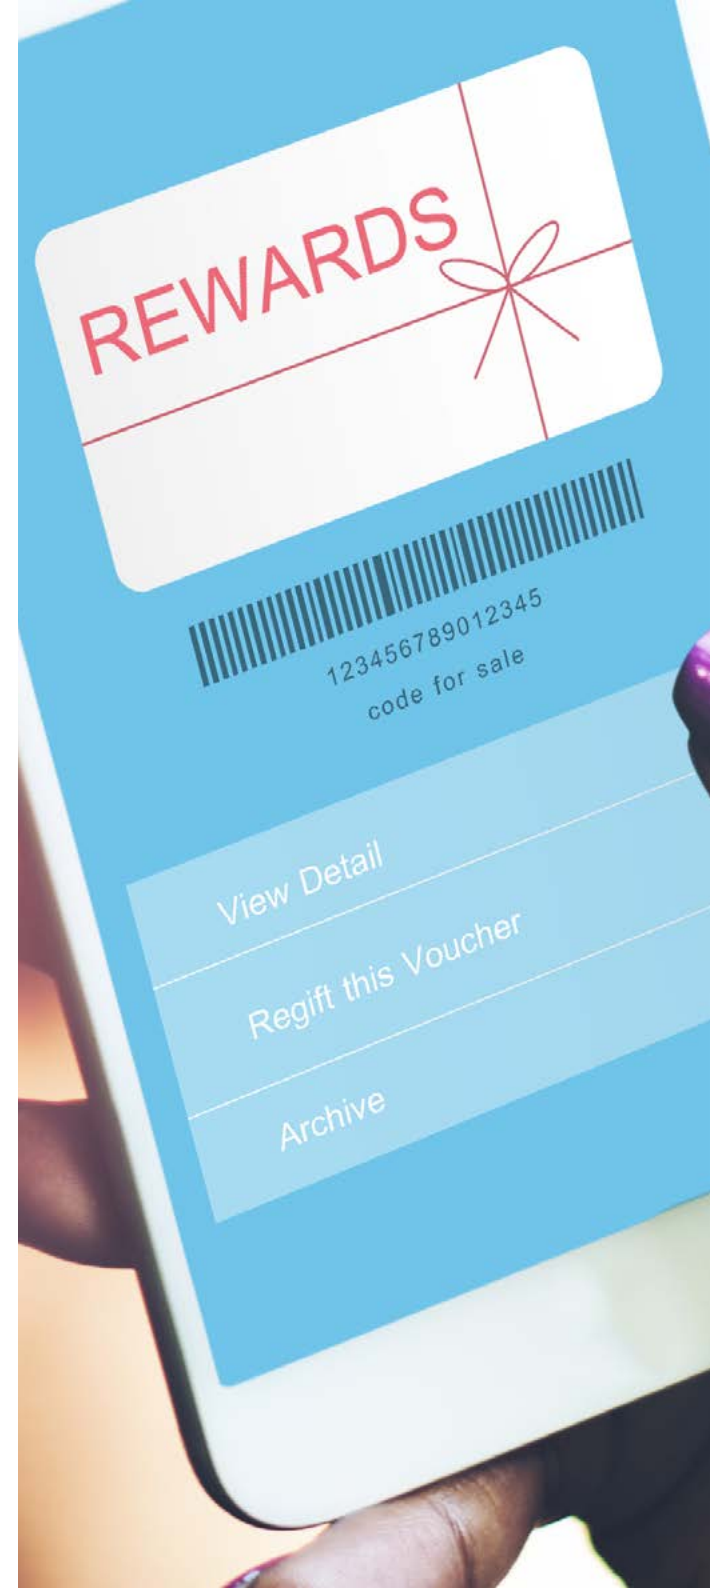 REWARDS
123456789012345
code for sale
View Detail
Regift this Voucher
Archive